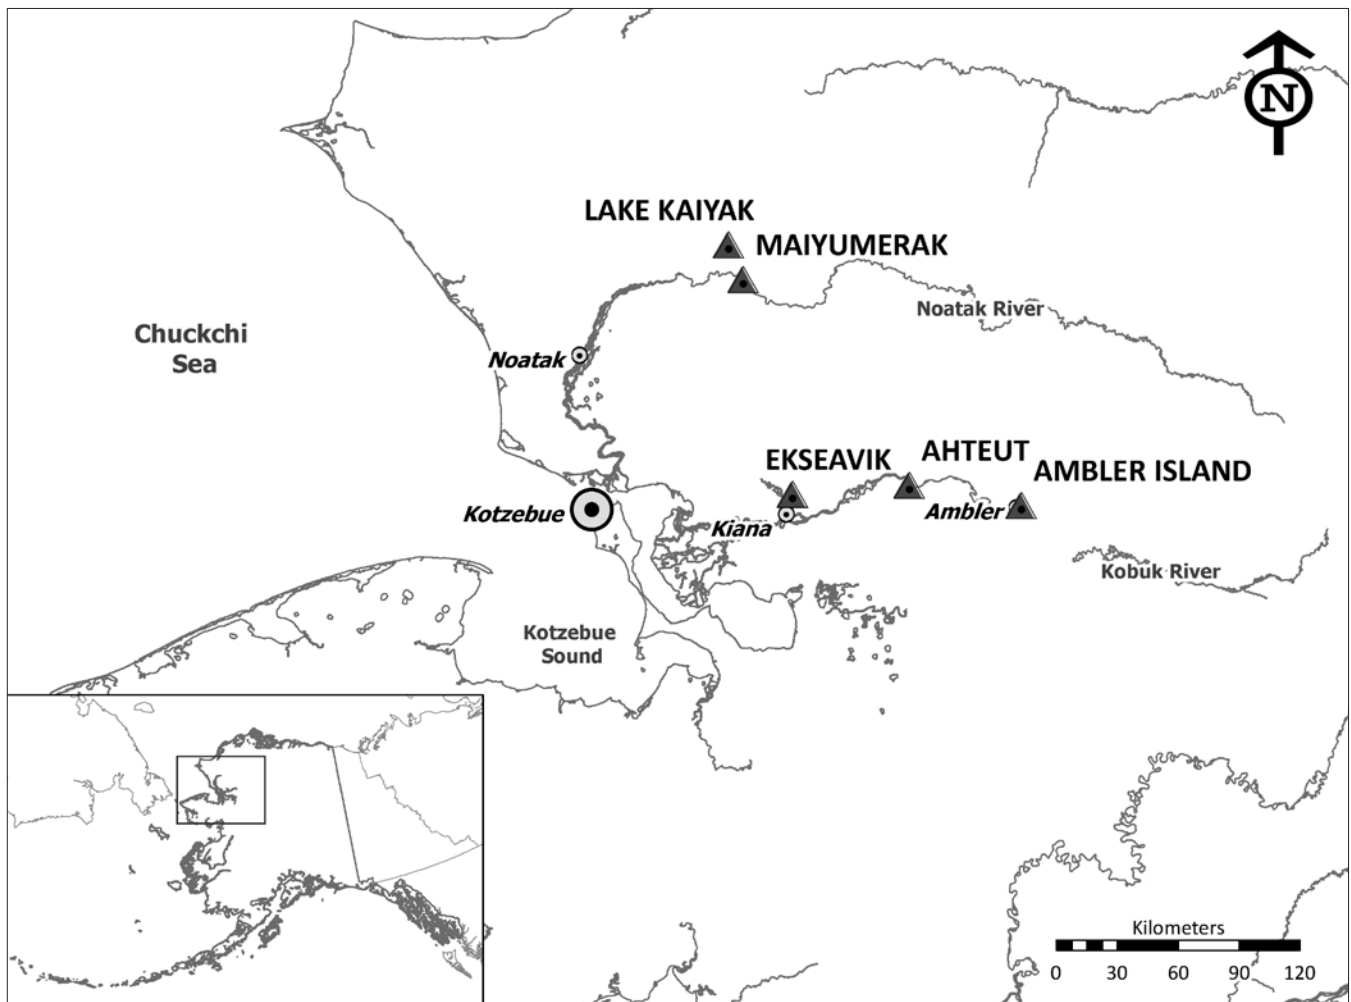 N
LAKE KAIYAK
MAIYUMERAK
Noatak River
Chuckchi
Sea
Noatak
EKSEAVIK
AHTEUT
AMBLER ISLAND
Kotzebue
Kiana
Ambler
Kobuk River
Kotzebue
Sound
Kilometers
0 30 60 90 120